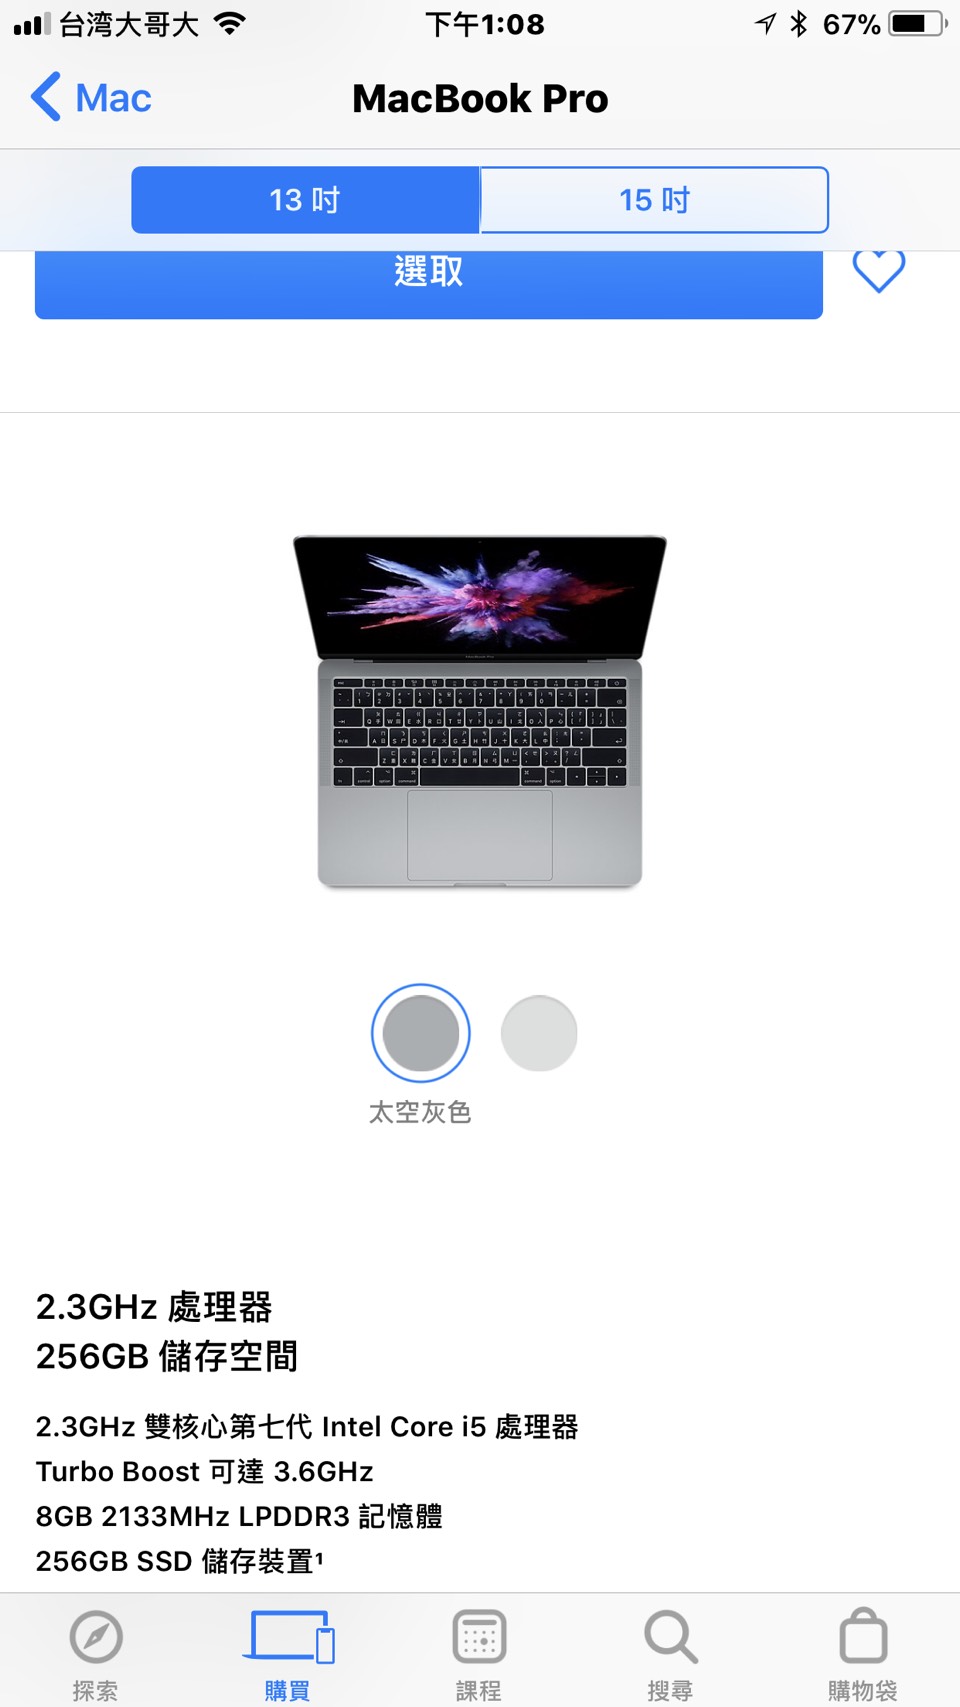 台湾大哥大
下午1:08
67%
Mac
MacBook Pro
13 吋
15 吋
選取
太空灰色
2.3GHz 處理器
256GB 儲存空間
2.3GHz 雙核心第七代 Intel Core i5 處理器
Turbo Boost 可達 3.6GHz
8GB 2133MHz LPDDR3 記憶體
256GB SSD 儲存裝置¹
探索
購買
課程
搜尋
購物袋